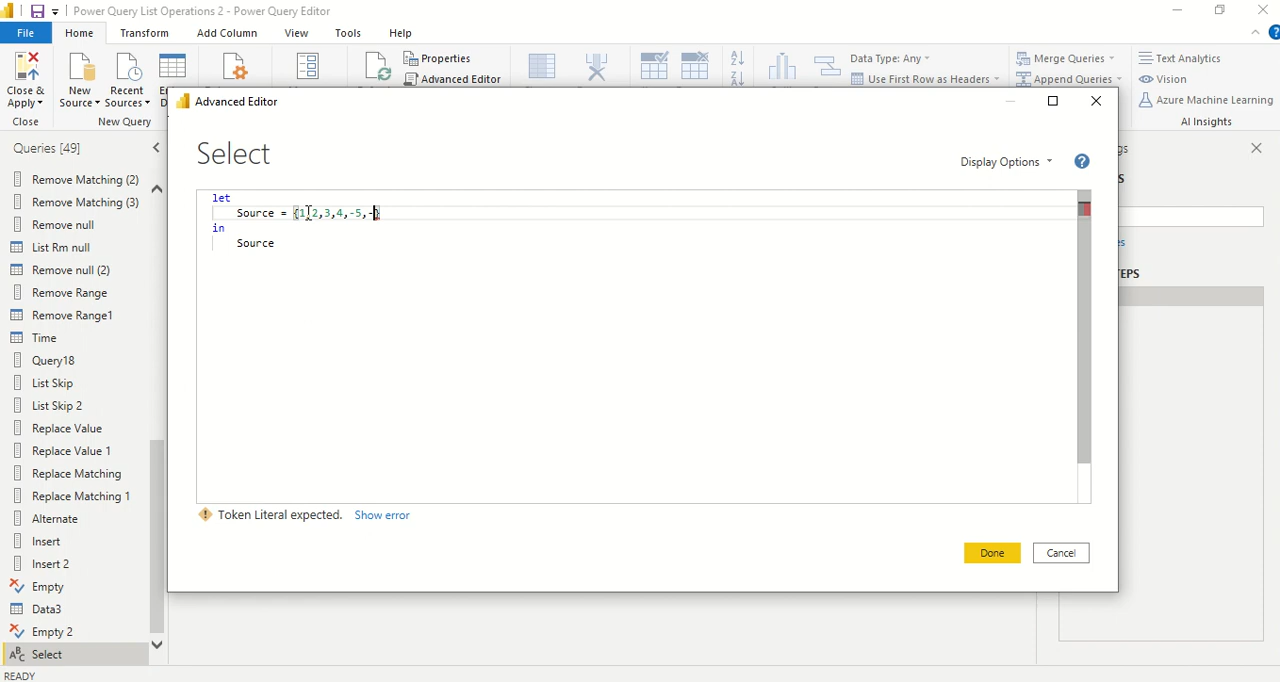 Power Query List Operations 2 - Power Query Editor
File Home Transform Add Column View Tools Help
Close & Apply
New Source
Recent Sources
Properties
Advanced Editor
Data Type: Any
Use First Row as Headers
Merge Queries
Append Queries
Text Analytics
Vision
Azure Machine Learning
Close
New Query
AI Insights
Queries [49]
Remove Matching (2)
Remove Matching (3)
Remove null
List Rm null
Remove null (2)
Remove Range
Remove Range1
Time
Query18
List Skip
List Skip 2
Replace Value
Replace Value 1
Replace Matching
Replace Matching 1
Alternate
Insert
Insert 2
Empty
Data3
Empty 2
ABC Select
Advanced Editor
Select
Display Options
let
Source = {1,2,3,4,-5,-}
in
Source
Token Literal expected. Show error
Done
Cancel
READY